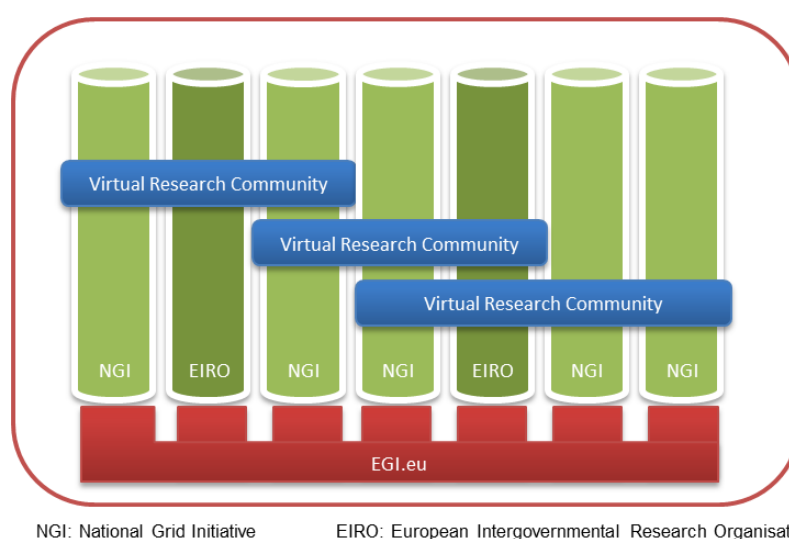 Virtual Research Community
Virtual Research Community
Virtual Research Community
NGI EIRO NGI NGI EIRO NGI NGI
EGI.eu
NGI: National Grid Initiative EIRO: European Intergovernmental Research